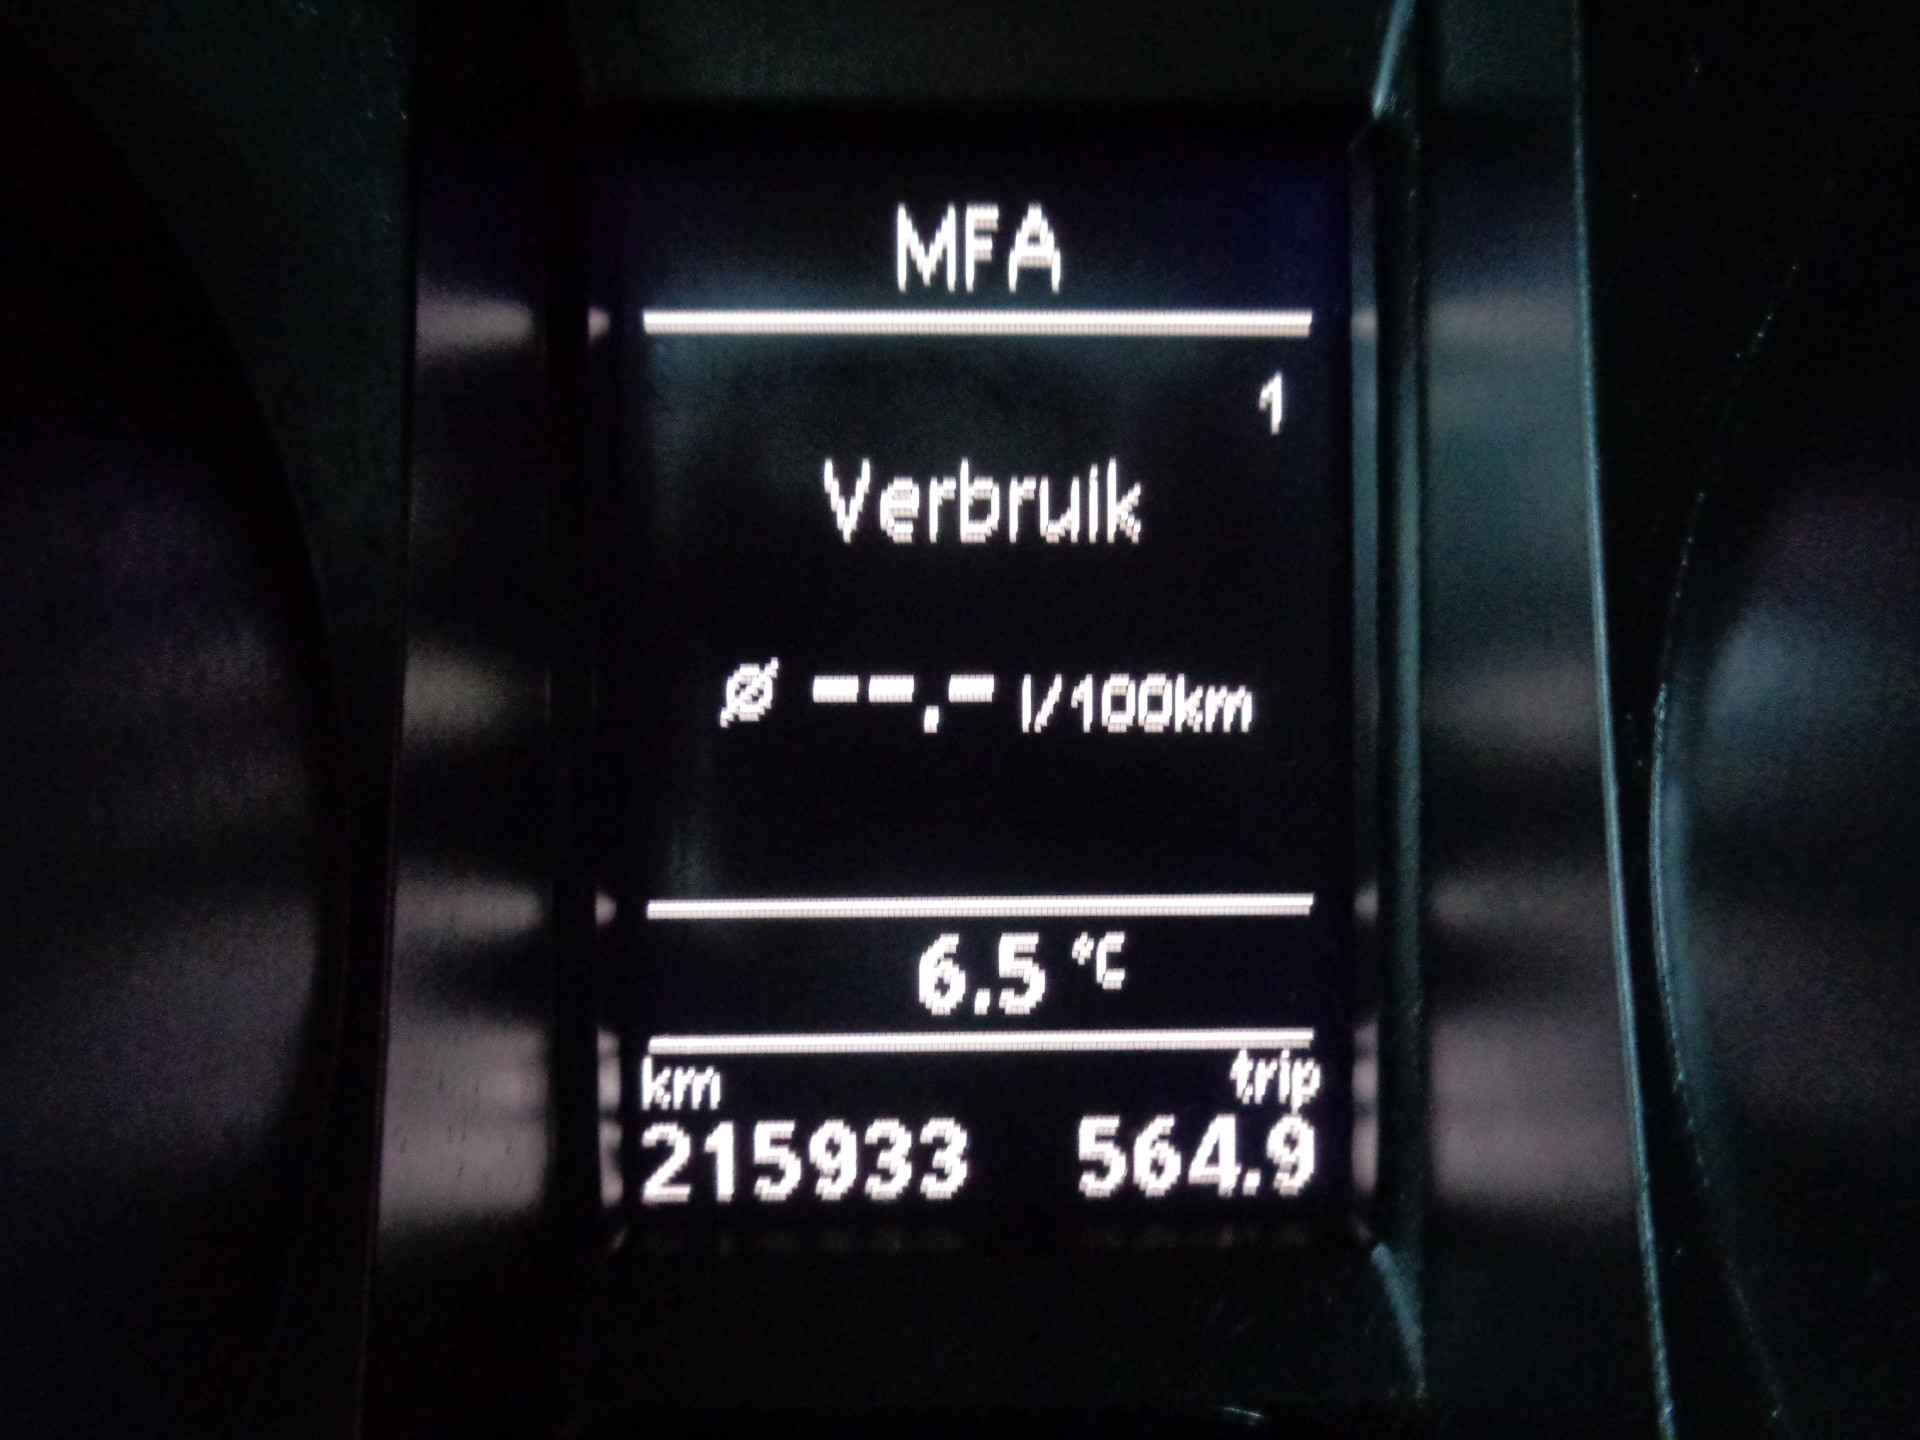 MFA
1
Verbruik
Ø --.- l/100km
6.5 °C
km trip
215933 564.9